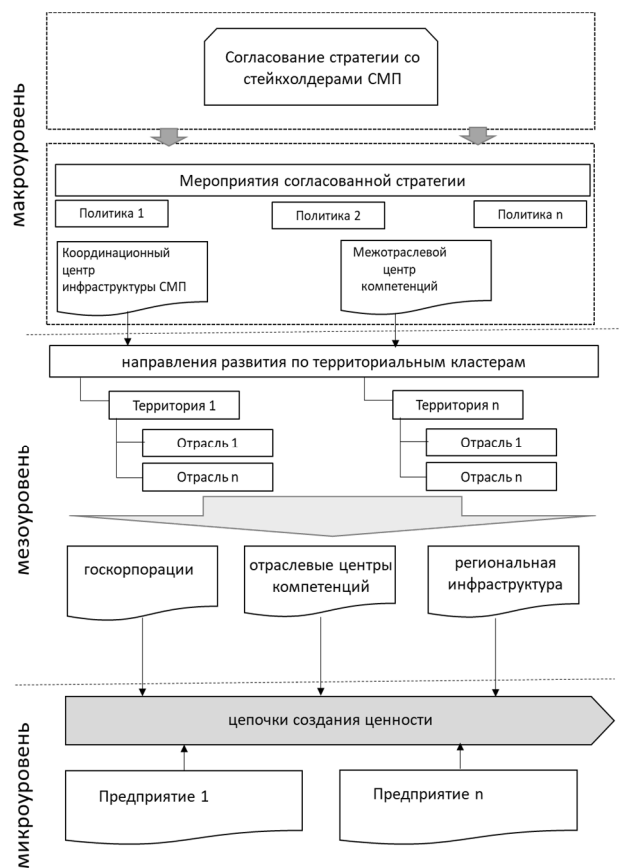 макроуровень
Согласование стратегии со
стейкхолдерами СМП
Мероприятия согласованной стратегии
Политика 1
Политика 2
Политика n
Координационный
центр
инфраструктуры СМП
Межотраслевой
центр
компетенций
мезоуровень
направления развития по территориальным кластерам
Территория 1
Отрасль 1
Отрасль n
Территория n
Отрасль 1
Отрасль n
госкорпорации
отраслевые центры
компетенций
региональная
инфраструктура
микроуровень
цепочки создания ценности
Предприятие 1
Предприятие n